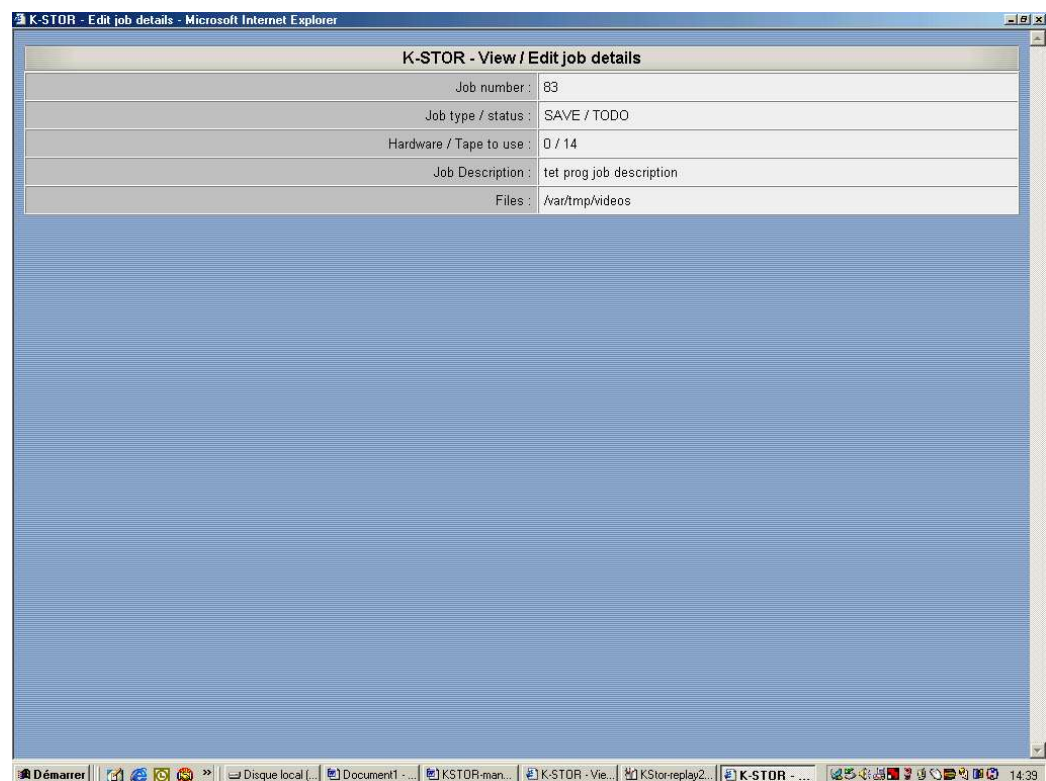 K-STOR - Edit job details - Microsoft Internet Explorer
K-STOR - View / Edit job details
Job number : 83
Job type / status : SAVE / TODO
Hardware / Tape to use : 0 / 14
Job Description : tet prog job description
Files : /var/tmp/videos
Démarrer » Disque local (... Document1 - ... KSTOR-man... K-STOR - Vie... KStor-replay2... K-STOR - ... 14:39